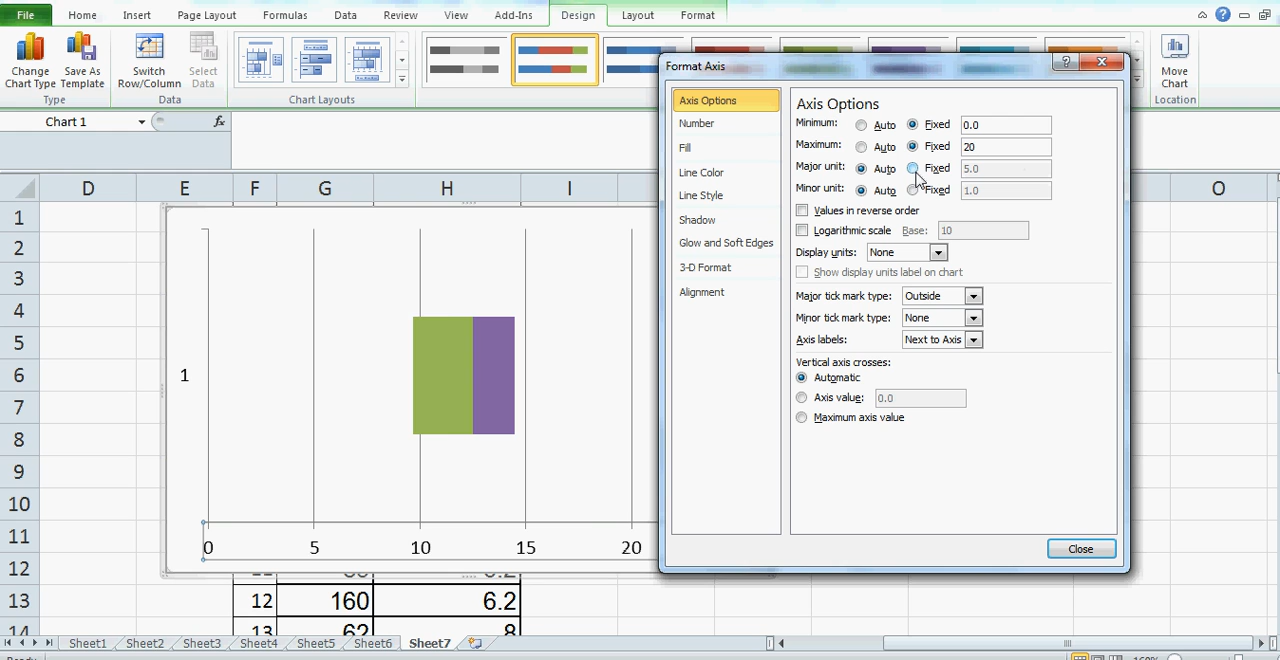 File Home Insert Page Layout Formulas Data Review View Add-Ins Design Layout Format
Change Chart Type
Save As Template
Switch Row/Column
Select Data
Move Chart
Type Data Chart Layouts Location
Chart 1 fx
D E F G H I O
1
2
3
4
5
6
7
8
9
10
11
12
13
14
1
0 5 10 15 20
12 160 6.2
13 62 8
Format Axis
Axis Options
Number
Fill
Line Color
Line Style
Shadow
Glow and Soft Edges
3-D Format
Alignment
Axis Options
Minimum: Auto Fixed 0.0
Maximum: Auto Fixed 20
Major unit: Auto Fixed 5.0
Minor unit: Auto Fixed 1.0
Values in reverse order
Logarithmic scale Base: 10
Display units: None
Show display units label on chart
Major tick mark type: Outside
Minor tick mark type: None
Axis labels: Next to Axis
Vertical axis crosses:
Automatic
Axis value: 0.0
Maximum axis value
Close
Sheet1 Sheet2 Sheet3 Sheet4 Sheet5 Sheet6 Sheet7